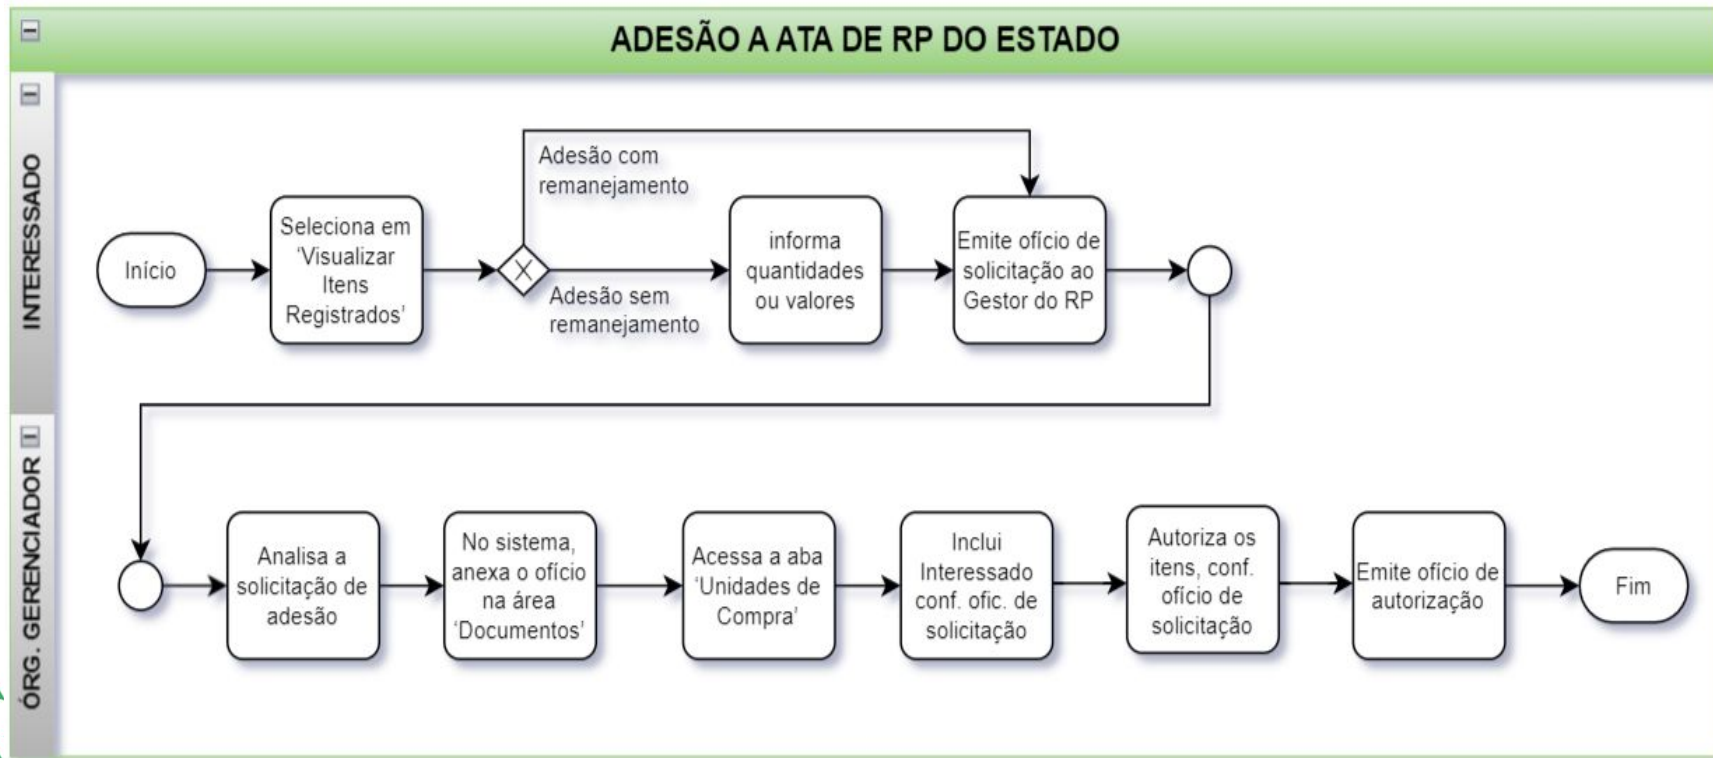 ADESÃO A ATA DE RP DO ESTADO
INTERESSADO
Início
Seleciona em
‘Visualizar
Itens
Registrados’
X
Adesão com
remanejamento
Adesão sem
remanejamento
informa
quantidades
ou valores
Emite ofício de
solicitação ao
Gestor do RP
ÓRG. GERENCIADOR
Analisa a
solicitação de
adesão
No sistema,
anexa o ofício
na área
‘Documentos’
Acessa a aba
‘Unidades de
Compra’
Inclui
Interessado
conf. ofic. de
solicitação
Autoriza os
itens, conf.
ofício de
solicitação
Emite ofício de
autorização
Fim